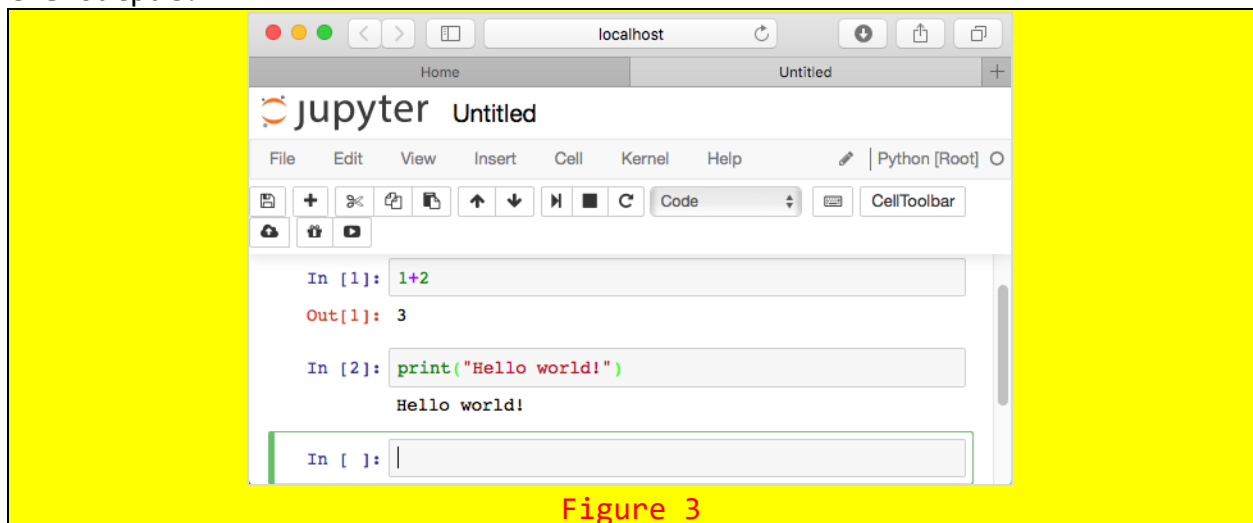 localhost
Home Untitled +
jupyter Untitled
File Edit View Insert Cell Kernel Help Python [Root]
Code CellToolbar
In [1]: 1+2
Out[1]: 3
In [2]: print("Hello world!")
Hello world!
In [ ]:
Figure 3